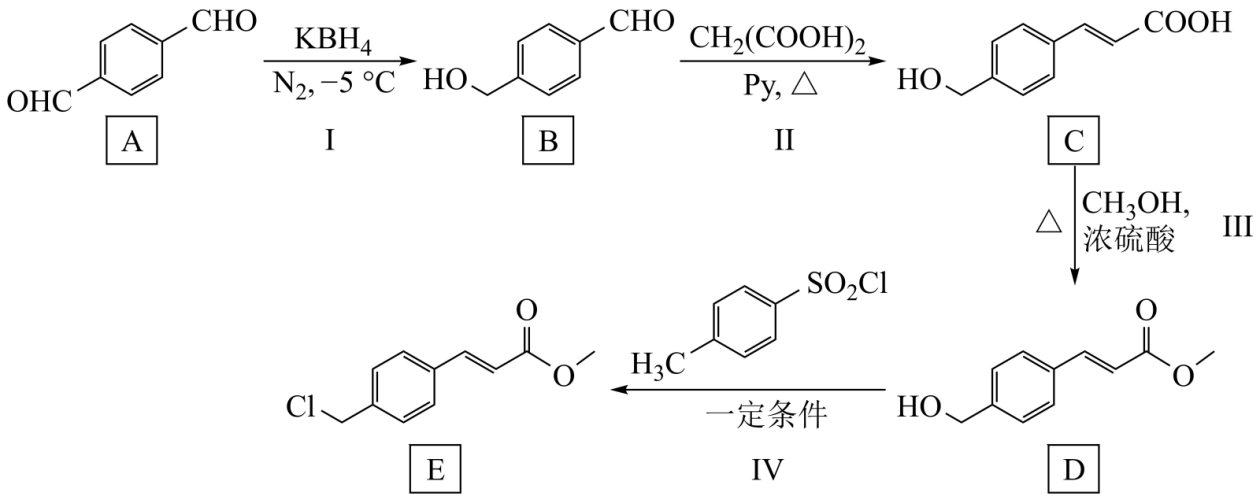 CHO
OHC
A
KBH4
N₂, −5 °C
I
CHO
HO
B
CH₂(COOH)₂
Py, △
II
COOH
HO
C
△
CH₃OH,
浓硫酸
III
O
O
HO
D
SO₂Cl
H₃C
一定条件
IV
O
O
Cl
E